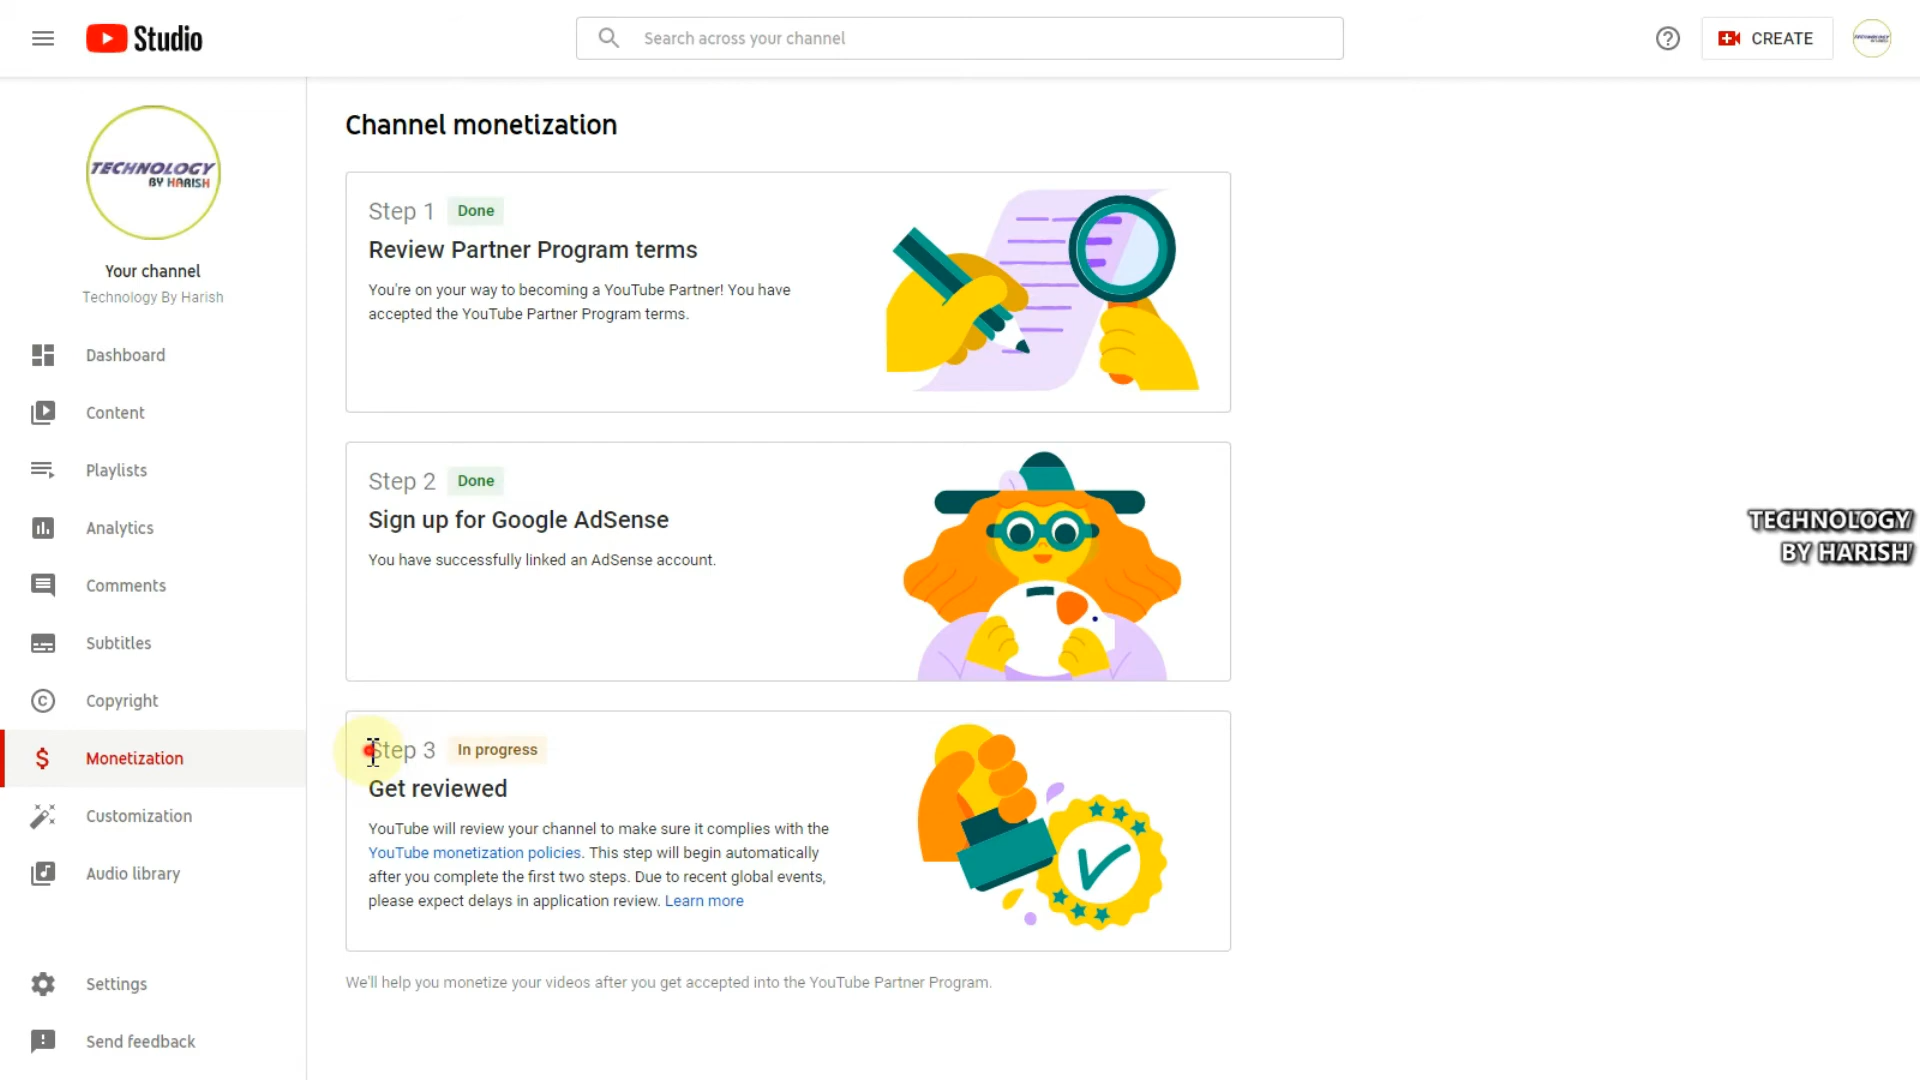 Studio
Search across your channel
CREATE
TECHNOLOGY
BY HARISH
Your channel
Technology By Harish
Dashboard
Content
Playlists
Analytics
Comments
Subtitles
Copyright
Monetization
Customization
Audio library
Settings
Send feedback
Channel monetization
Step 1 Done
Review Partner Program terms
You're on your way to becoming a YouTube Partner! You have
accepted the YouTube Partner Program terms.
Step 2 Done
Sign up for Google AdSense
You have successfully linked an AdSense account.
Step 3 In progress
Get reviewed
YouTube will review your channel to make sure it complies with the
YouTube monetization policies. This step will begin automatically
after you complete the first two steps. Due to recent global events,
please expect delays in application review. Learn more
We'll help you monetize your videos after you get accepted into the YouTube Partner Program.
TECHNOLOGY
BY HARISH